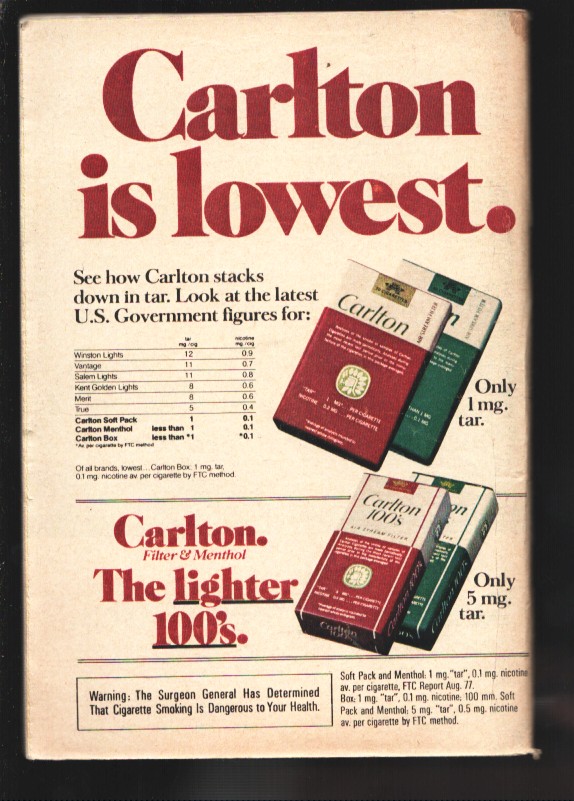 Carlton
is lowest.
See how Carlton stacks
down in tar. Look at the latest
U.S. Government figures for:
tar nicotine
mg/cig mg/cig
Winston Lights 12 0.9
Vantage 11 0.7
Salem Lights 11 0.8
Kent Golden Lights 8 0.6
Merit 8 0.6
True 5 0.4
Carlton Soft Pack 1 0.1
Carlton Menthol less than 1 0.1
Carlton Box less than *1 *0.1
*Av. per cigarette by FTC method
Of all brands, lowest...Carlton Box: 1 mg. tar,
0.1 mg. nicotine av. per cigarette by FTC method.
Carlton
Only
1 mg.
tar.
Carlton
100's
AIR STREAM FILTER
Only
5 mg.
tar.
Carlton.
Filter & Menthol
The lighter
100's.
Warning: The Surgeon General Has Determined
That Cigarette Smoking Is Dangerous to Your Health.
Soft Pack and Menthol: 1 mg. "tar", 0.1 mg. nicotine
av. per cigarette, FTC Report Aug. 77.
Box: 1 mg. "tar", 0.1 mg. nicotine; 100 mm. Soft
Pack and Menthol: 5 mg. "tar", 0.5 mg. nicotine
av. per cigarette by FTC method.